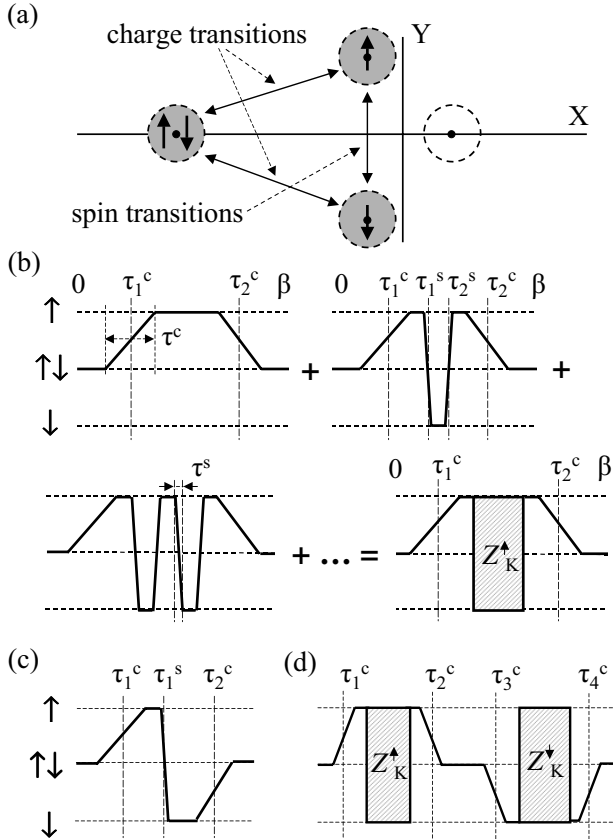 (a)
charge transitions
Y
↑
X
↑↓
spin transitions
↓
(b)
0 τ₁ᶜ τ₂ᶜ β 0 τ₁ᶜ τ₁ˢ τ₂ˢ τ₂ᶜ β
↑
τᶜ
↑↓ + +
↓
τˢ 0 τ₁ᶜ τ₂ᶜ β
+ ... = Z↑K
(c) τ₁ᶜ τ₁ˢ τ₂ᶜ (d) τ₁ᶜ τ₂ᶜ τ₃ᶜ τ₄ᶜ
↑
↑↓ Z↑K Z↓K
↓